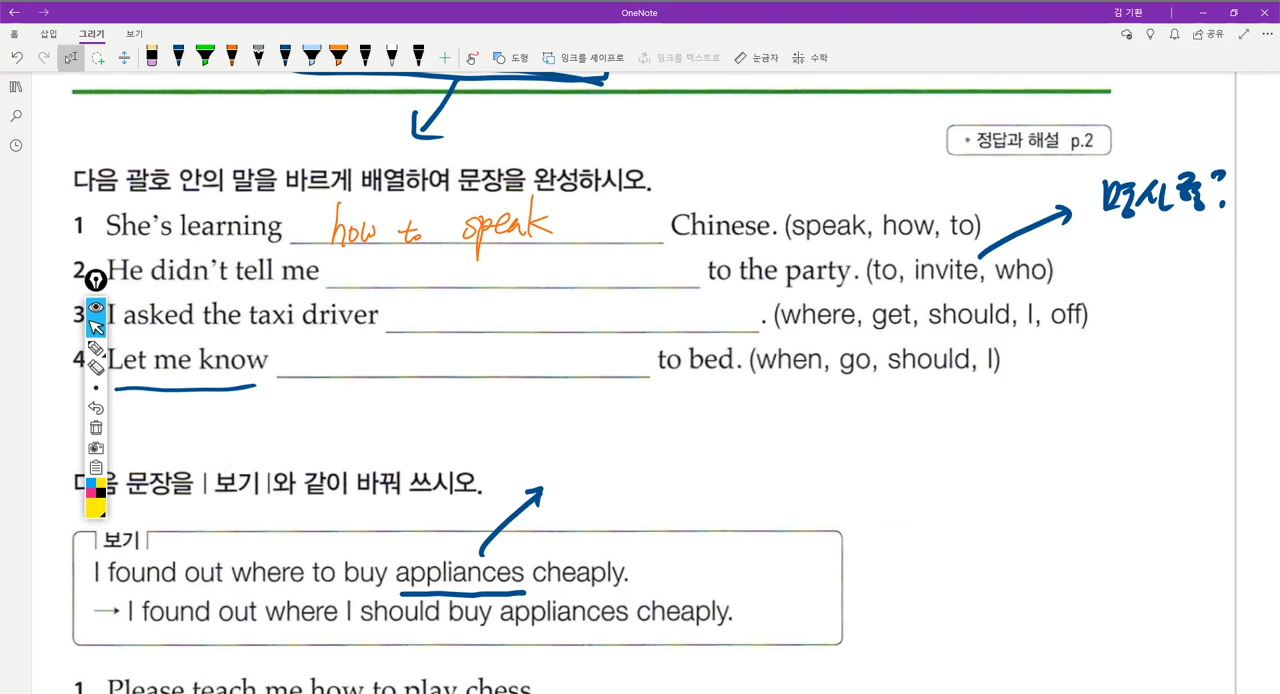 OneNote
김 기환
홈 삽입 그리기 보기
공유
도형 잉크를 셰이프로 잉크를 텍스트로 눈금자 수학
• 정답과 해설 p.2
다음 괄호 안의 말을 바르게 배열하여 문장을 완성하시오.
1 She's learning how to speak Chinese. (speak, how, to)
2 He didn't tell me to the party. (to, invite, who)
3 I asked the taxi driver . (where, get, should, I, off)
4 Let me know to bed. (when, go, should, I)
음 문장을 | 보기 |와 같이 바꿔 쓰시오.
보기
I found out where to buy appliances cheaply.
→ I found out where I should buy appliances cheaply.
1 Please teach me how to play chess.